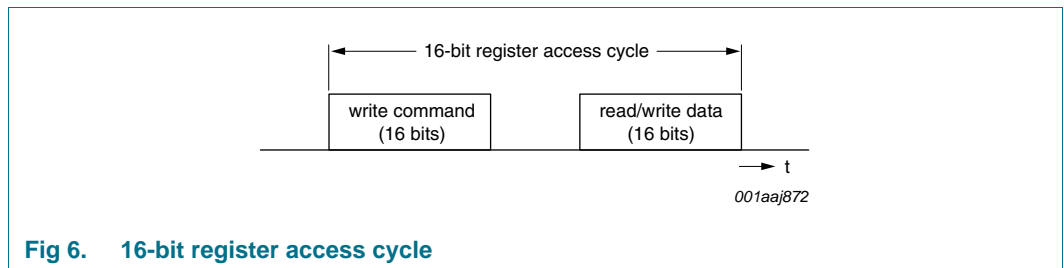 16-bit register access cycle
write command
(16 bits)
read/write data
(16 bits)
t
001aaj872
Fig 6. 16-bit register access cycle